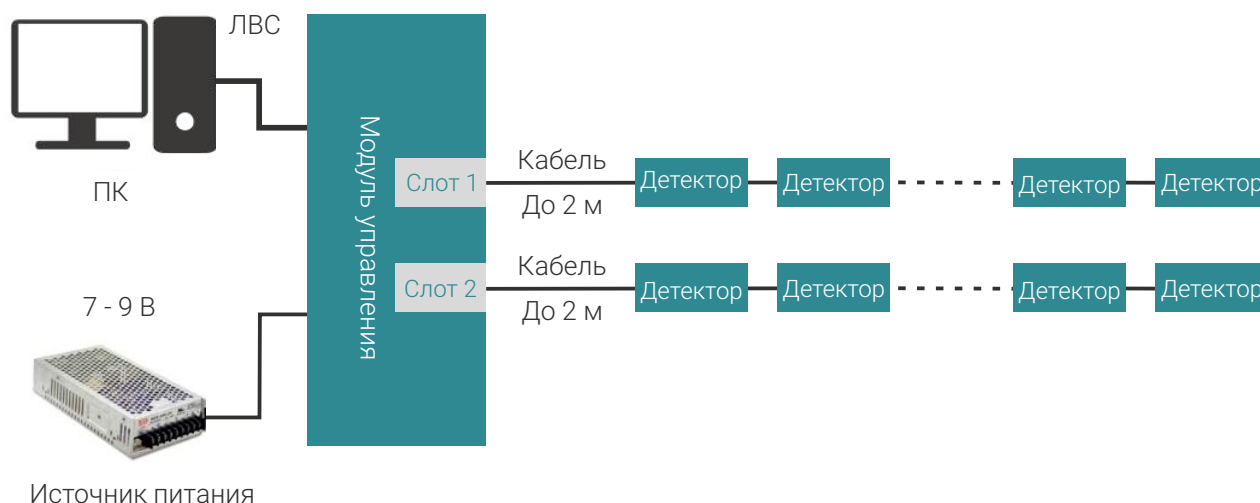 ЛВС
ПК
Модуль управления
Слот 1
Кабель
До 2 м
Детектор
Детектор
Детектор
Детектор
Слот 2
Кабель
До 2 м
Детектор
Детектор
Детектор
Детектор
7 - 9 В
Источник питания